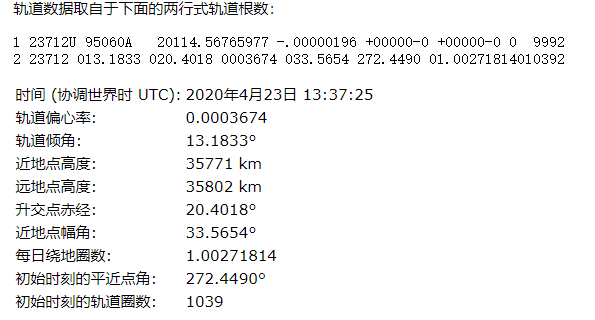 轨道数据取自于下面的两行式轨道根数:
1 23712U 95060A   20114.56765977 -.00000196 +00000-0 +00000-0 0  9992
2 23712 013.1833 020.4018 0003674 033.5654 272.4490 01.00271814010392
时间 (协调世界时 UTC): 2020年4月23日 13:37:25
轨道偏心率: 0.0003674
轨道倾角: 13.1833°
近地点高度: 35771 km
远地点高度: 35802 km
升交点赤经: 20.4018°
近地点幅角: 33.5654°
每日绕地圈数: 1.00271814
初始时刻的平近点角: 272.4490°
初始时刻的轨道圈数: 1039